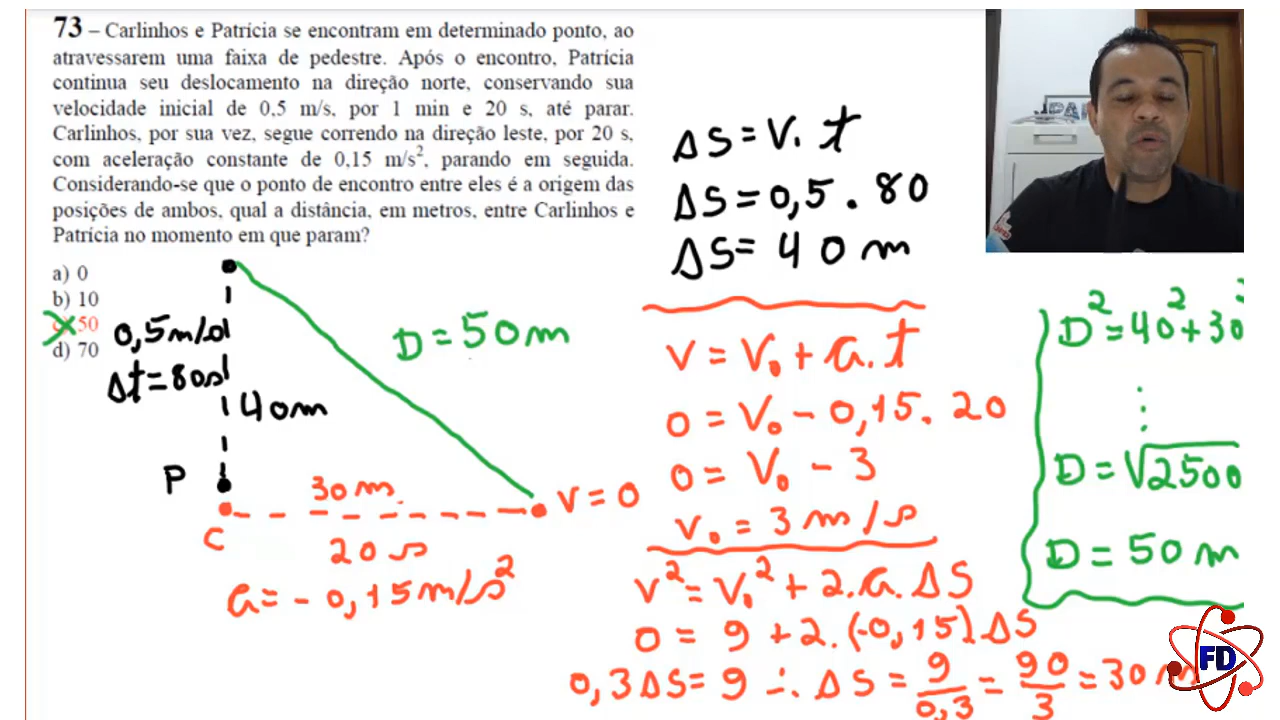 73 – Carlinhos e Patrícia se encontram em determinado ponto, ao
atravessarem uma faixa de pedestre. Após o encontro, Patrícia
continua seu deslocamento na direção norte, conservando sua
velocidade inicial de 0,5 m/s, por 1 min e 20 s, até parar.
Carlinhos, por sua vez, segue correndo na direção leste, por 20 s,
com aceleração constante de 0,15 m/s², parando em seguida.
Considerando-se que o ponto de encontro entre eles é a origem das
posições de ambos, qual a distância, em metros, entre Carlinhos e
Patrícia no momento em que param?
a) 0
b) 10
c) 50
d) 70
0,5m/s
Δt=80s
40m
P
D = 50m
30m
C
V = 0
20 s
a = - 0,15 m/s²
ΔS = V. t
ΔS = 0,5 . 80
ΔS = 40 m
V = V₀ + a.t
0 = V₀ - 0,15. 20
0 = V₀ - 3
V₀ = 3 m/s
V² = V₀² + 2.a.ΔS
0 = 9 + 2.(-0,15)ΔS
0,3ΔS = 9 ∴ ΔS = 9/0,3 = 90/3 = 30 m
D² = 40² + 30²
⋮
D = √2500
D = 50 m
FD